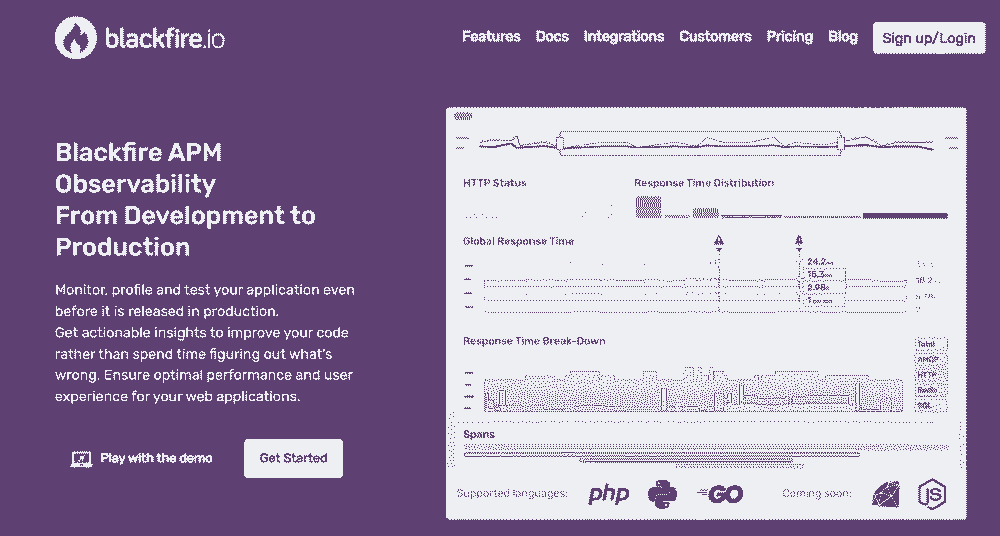 blackfire.io
Features Docs Integrations Customers Pricing Blog Sign up/Login
Blackfire APM
Observability
From Development to
Production
Monitor, profile and test your application even
before it is released in production.
Get actionable insights to improve your code
rather than spend time figuring out what's
wrong. Ensure optimal performance and user
experience for your web applications.
Play with the demo
Get Started
HTTP Status
Response Time Distribution
Global Response Time
24.2
15.3
2.98
Response Time Break-Down
Total
AMQP
HTTP
Redis
SQL
Spans
Supported languages:
php
GO
Coming soon:
JS